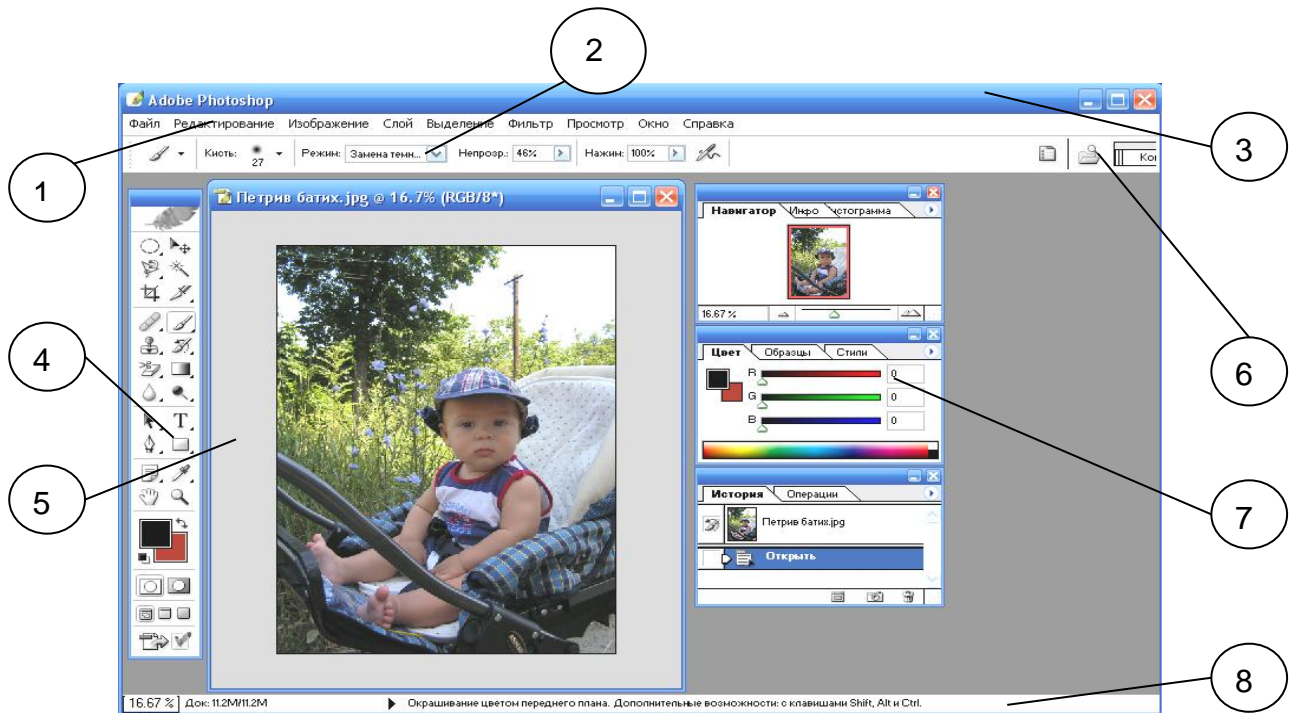 2
Adobe Photoshop
Файл Редактирование Изображение Слой Выделение Фильтр Просмотр Окно Справка
3
1
Кисть: 27 Режим: Замена темн... Непрозр.: 46% Нажим: 100%
Ко
Петрив батих.jpg @ 16.7% (RGB/8*)
Навигатор Инфо истограмма
16.67 %
4
6
Цвет Образцы Стили
R 0
G 0
B 0
T
5
7
История Операции
Петрив батих.jpg
Открыть
8
16.67 % Док: 11.2M/11.2M Окрашивание цветом переднего плана. Дополнительные возможности: с клавишами Shift, Alt и Ctrl.